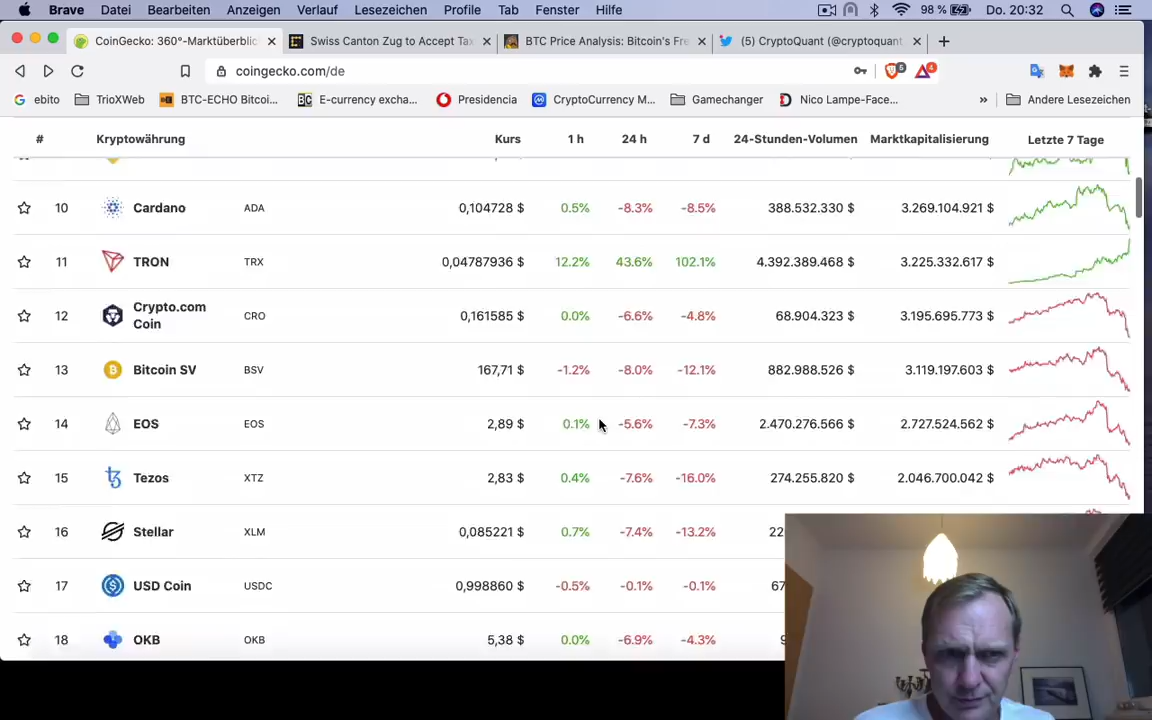 Brave Datei Bearbeiten Anzeigen Verlauf Lesezeichen Profile Tab Fenster Hilfe 98 % Do. 20:32
CoinGecko: 360°-Marktüberblic Swiss Canton Zug to Accept Tax BTC Price Analysis: Bitcoin's Fre (5) CryptoQuant (@cryptoquant
coingecko.com/de 5 4
ebito TrioXWeb BTC-ECHO Bitcoi... E-currency excha... Presidencia CryptoCurrency M... Gamechanger Nico Lampe-Face... » Andere Lesezeichen
# Kryptowährung Kurs 1 h 24 h 7 d 24-Stunden-Volumen Marktkapitalisierung Letzte 7 Tage
10 Cardano ADA 0,104728 $ 0.5% -8.3% -8.5% 388.532.330 $ 3.269.104.921 $
11 TRON TRX 0,04787936 $ 12.2% 43.6% 102.1% 4.392.389.468 $ 3.225.332.617 $
12 Crypto.com Coin CRO 0,161585 $ 0.0% -6.6% -4.8% 68.904.323 $ 3.195.695.773 $
13 Bitcoin SV BSV 167,71 $ -1.2% -8.0% -12.1% 882.988.526 $ 3.119.197.603 $
14 EOS EOS 2,89 $ 0.1% -5.6% -7.3% 2.470.276.566 $ 2.727.524.562 $
15 Tezos XTZ 2,83 $ 0.4% -7.6% -16.0% 274.255.820 $ 2.046.700.042 $
16 Stellar XLM 0,085221 $ 0.7% -7.4% -13.2% 22
17 USD Coin USDC 0,998860 $ -0.5% -0.1% -0.1% 67
18 OKB OKB 5,38 $ 0.0% -6.9% -4.3%